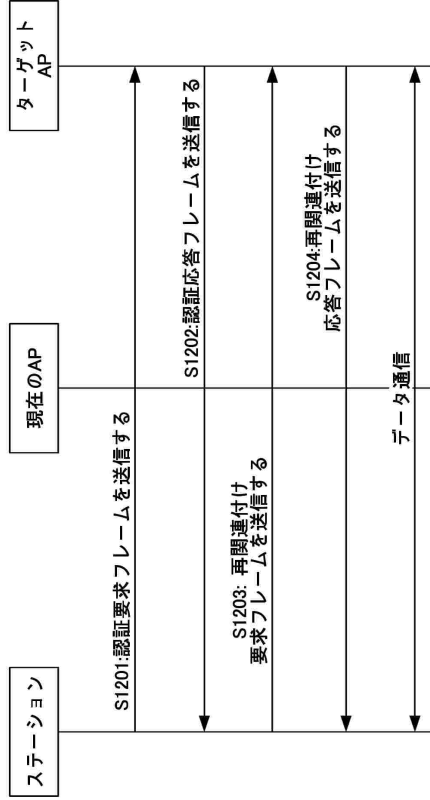 ステーション
現在のAP
ターゲット
AP
S1201:認証要求フレームを送信する
S1202:認証応答フレームを送信する
S1203: 再関連付け
要求フレームを送信する
S1204:再関連付け
応答フレームを送信する
データ通信